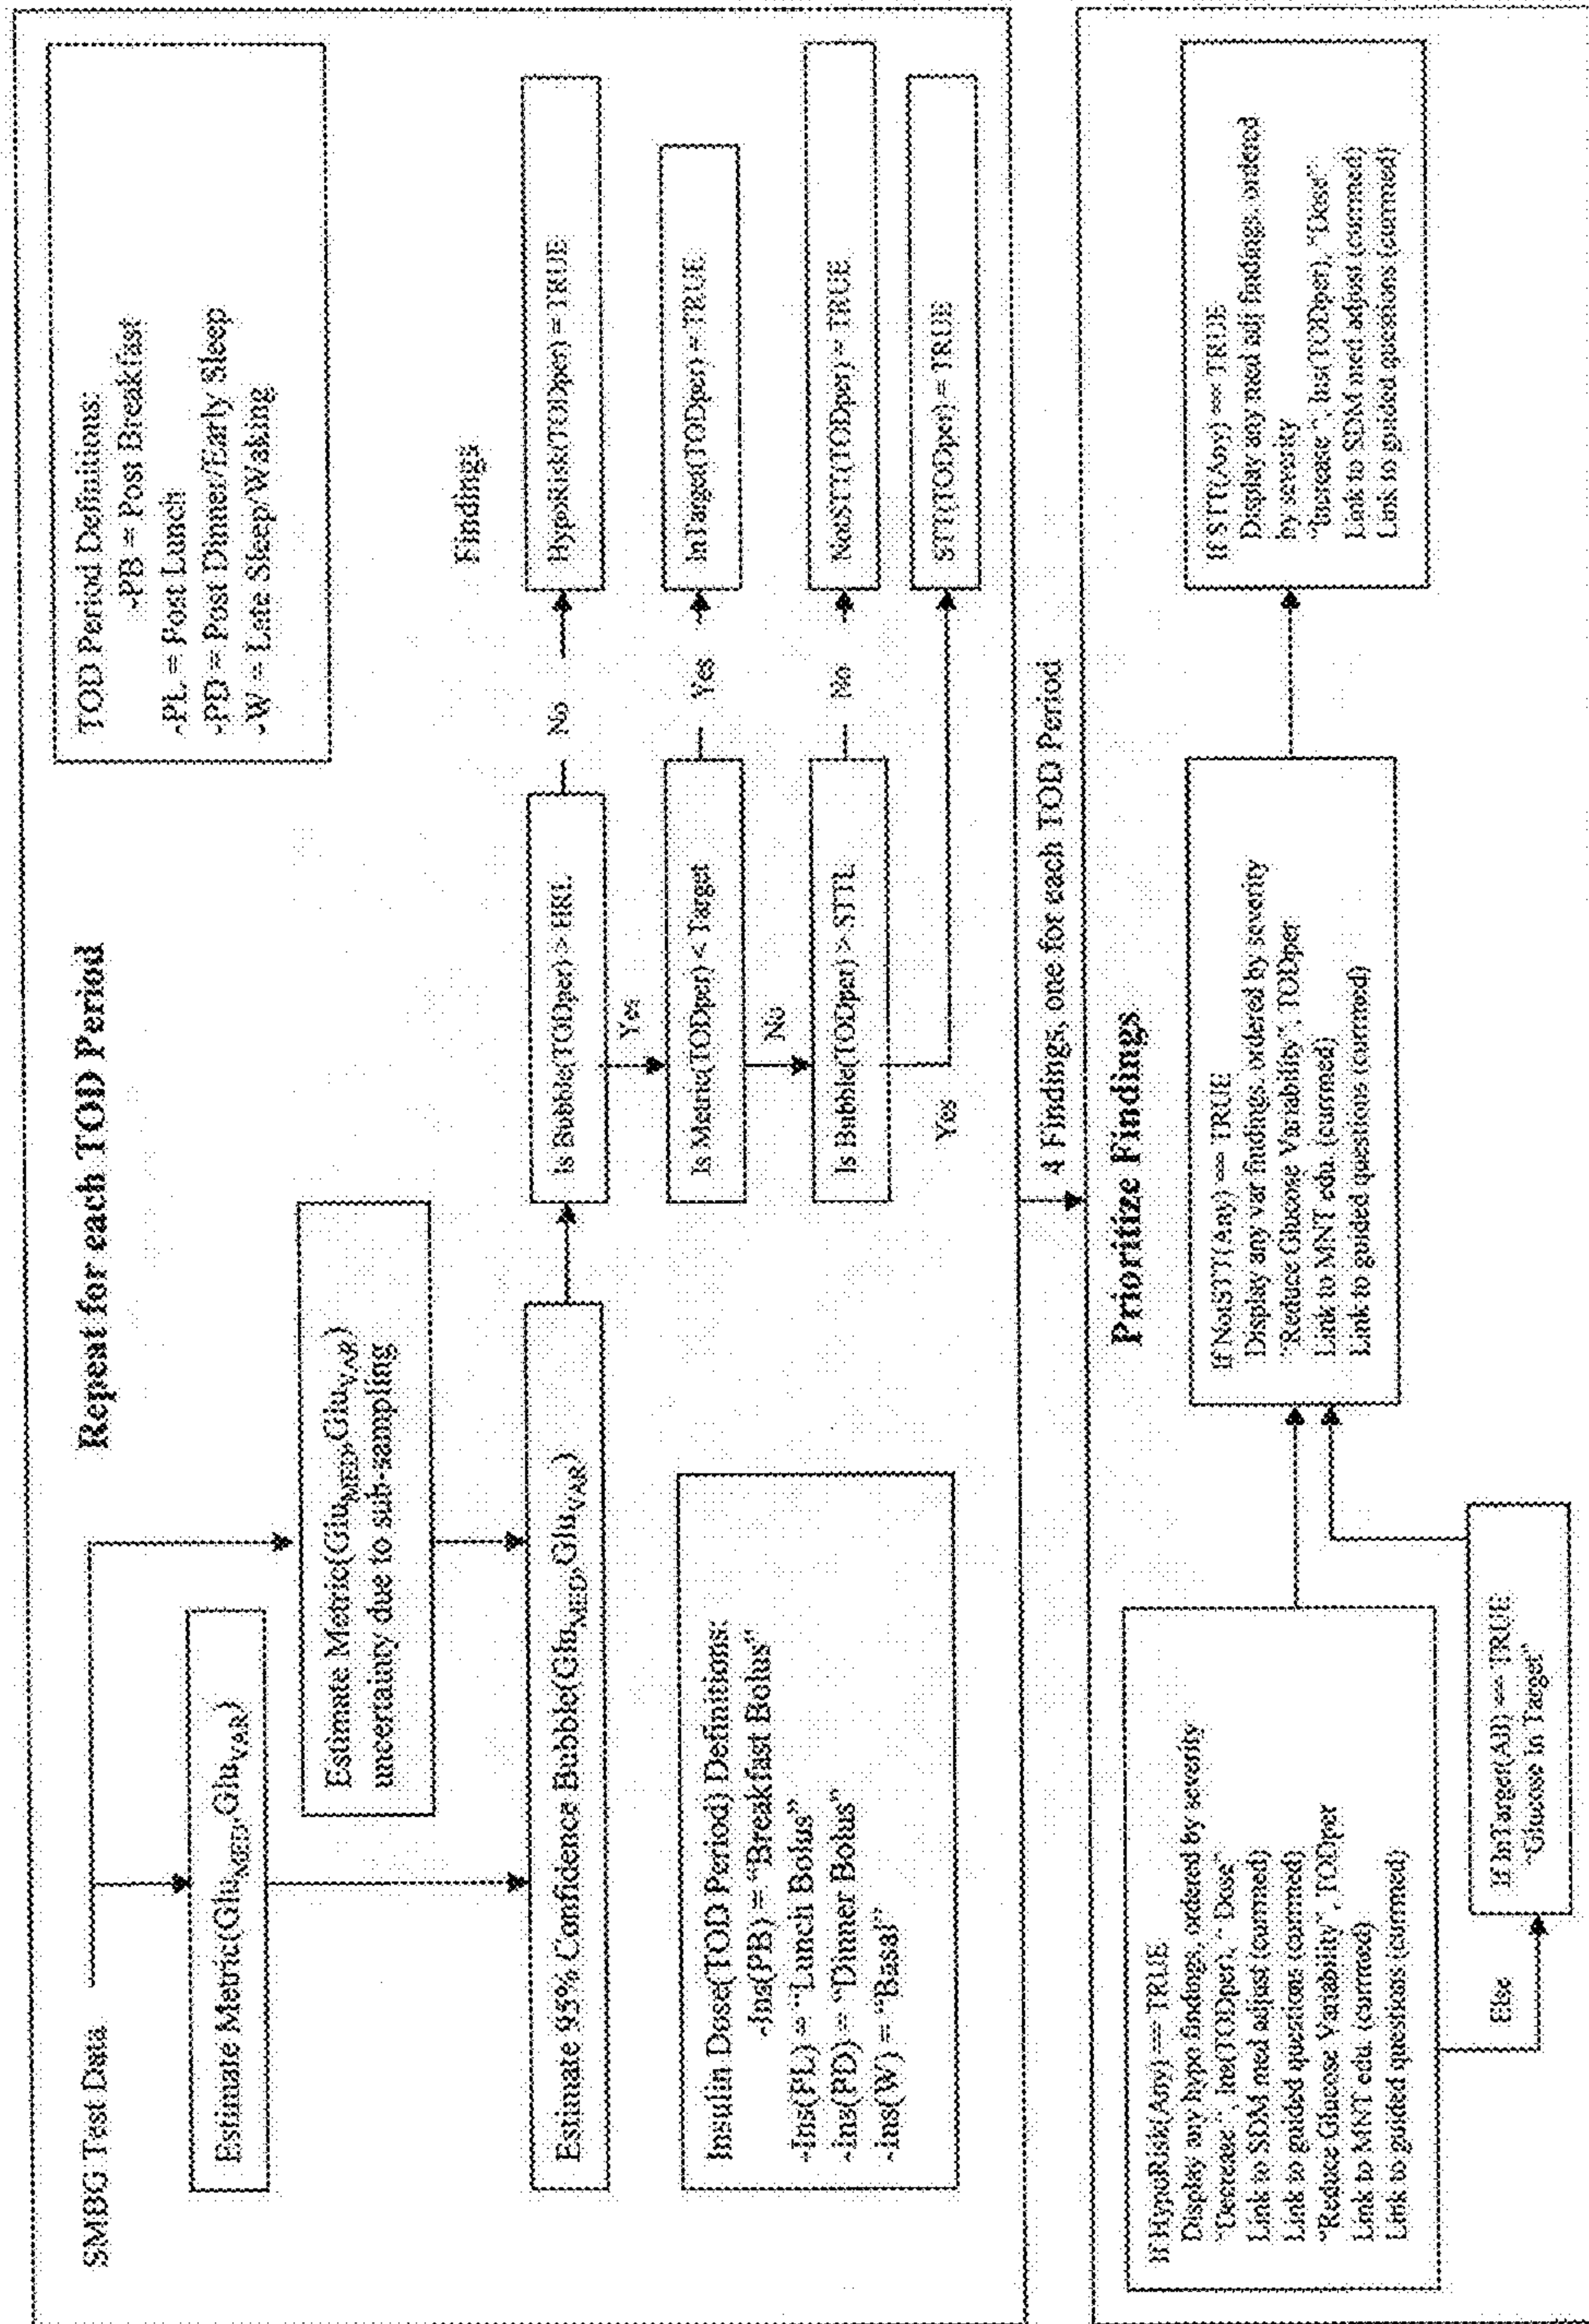 Repeat for each TOD Period
SMBG Test Data
Estimate Metric(Glu_MED,Glu_VAR)
Estimate Metric(Glu_MED,Glu_VAR)
uncertainty due to sub-sampling
Estimate 95% Confidence Bubble(Glu_MED,Glu_VAR)
Insulin Dose(TOD Period) Definitions:
-Ins(PB) = "Breakfast Bolus"
-Ins(PL) = "Lunch Bolus"
-Ins(PD) = "Dinner Bolus"
-Ins(W) = "Basal"
TOD Period Definitions:
-PB = Post Breakfast
-PL = Post Lunch
-PD = Post Dinner/Early Sleep
-W = Late Sleep/Waking
Findings
Is Bubble(TODper) > HRL
No
HypoRisk(TODper) = TRUE
Yes
Is Metric(TODper) < Target
Yes
InTarget(TODper) = TRUE
No
Is Bubble(TODper) > STTL
No
NotSTT(TODper) = TRUE
Yes
STT(TODper) = TRUE
4 Findings, one for each TOD Period
Prioritize Findings
If HypoRisk(Any) == TRUE
Display any hypo findings, ordered by severity
"Decrease", Ins(TODper), "Dose"
Link to SDM med adjust (currmed)
Link to guided questions (currmed)
"Reduce Glucose Variability", TODper
Link to MNT edu. (currmed)
Link to guided questions (currmed)
Else
If InTarget(All) == TRUE
"Glucose In Target"
If NotSTT(Any) == TRUE
Display any var findings, ordered by severity
"Reduce Glucose Variability", TODper
Link to MNT edu. (currmed)
Link to guided questions (currmed)
If STT(Any) == TRUE
Display any med adj findings, ordered
by severity
"Increase", Ins(TODper), "Dose"
Link to SDM med adjust (currmed)
Link to guided questions (currmed)